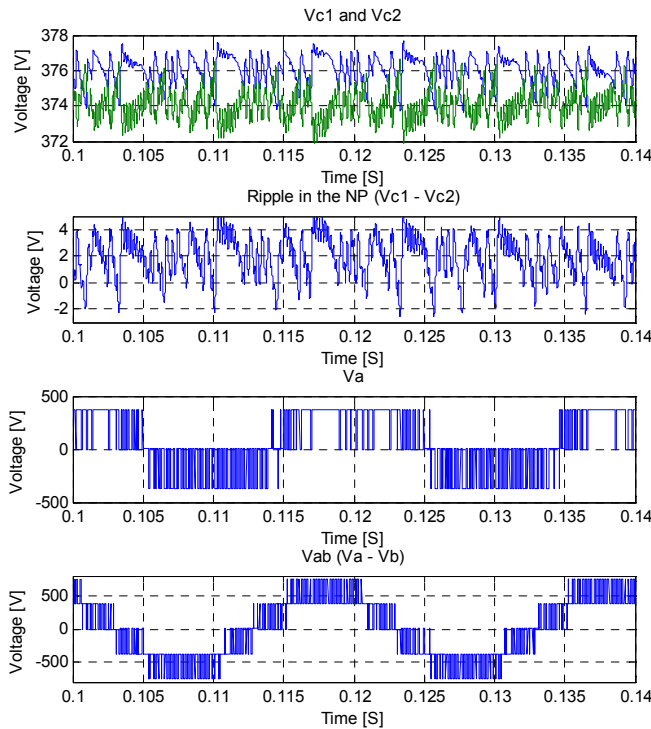 Vc1 and Vc2
Voltage [V]
378
376
374
372
0.1 0.105 0.11 0.115 0.12 0.125 0.13 0.135 0.14
Time [S]
Ripple in the NP (Vc1 - Vc2)
Voltage [V]
4
2
0
-2
0.1 0.105 0.11 0.115 0.12 0.125 0.13 0.135 0.14
Time [S]
Va
Voltage [V]
500
0
-500
0.1 0.105 0.11 0.115 0.12 0.125 0.13 0.135 0.14
Time [S]
Vab (Va - Vb)
Voltage [V]
500
0
-500
0.1 0.105 0.11 0.115 0.12 0.125 0.13 0.135 0.14
Time [S]